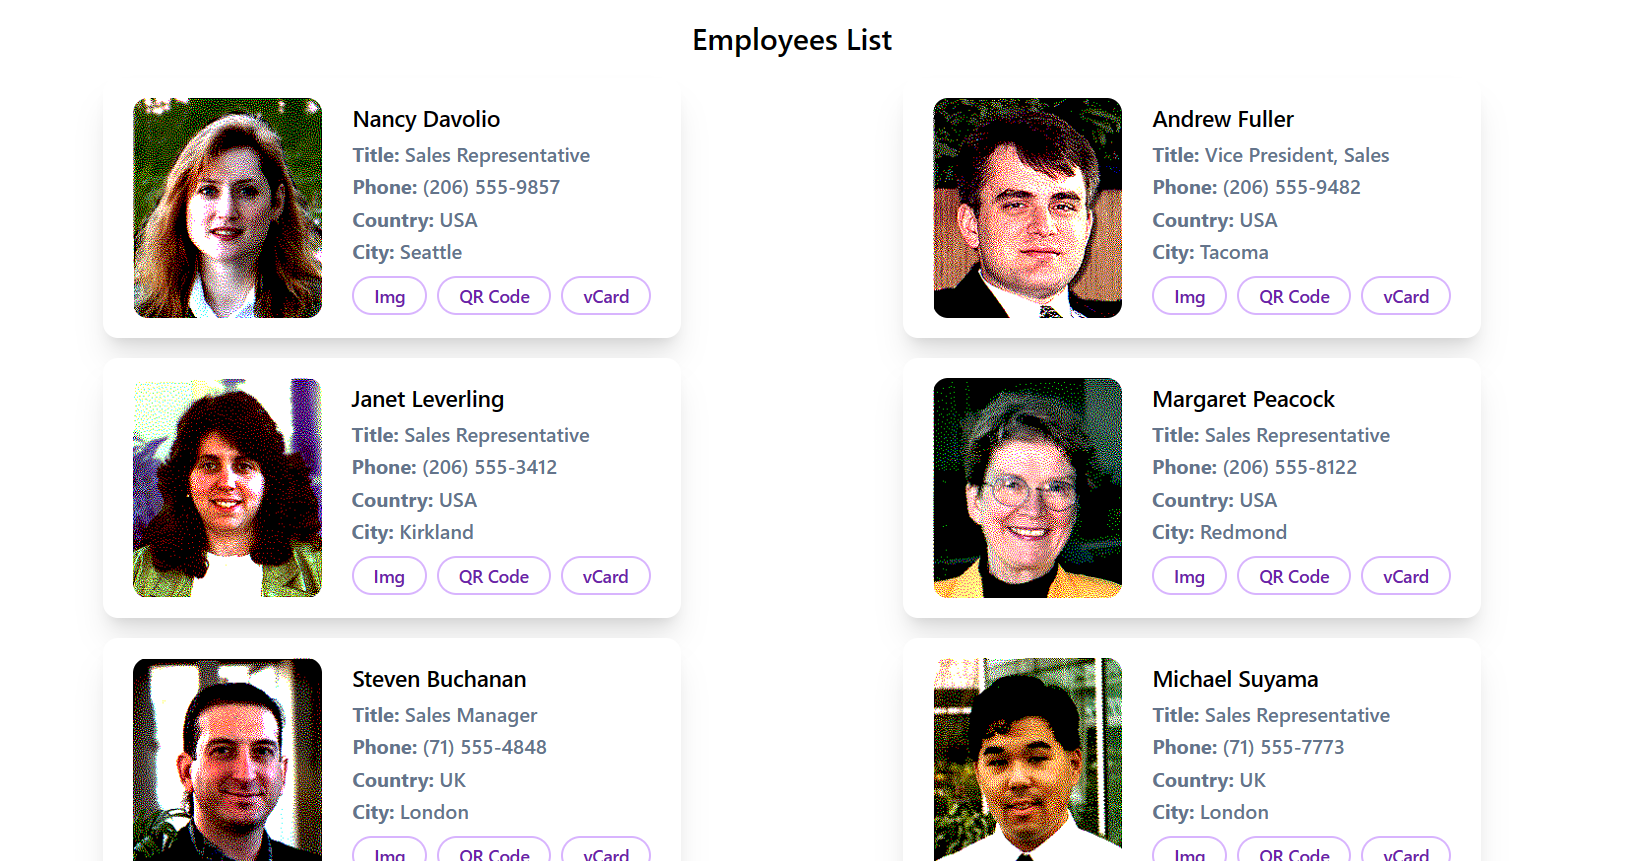 Employees List
Nancy Davolio
Title: Sales Representative
Phone: (206) 555-9857
Country: USA
City: Seattle
Img
QR Code
vCard
Andrew Fuller
Title: Vice President, Sales
Phone: (206) 555-9482
Country: USA
City: Tacoma
Img
QR Code
vCard
Janet Leverling
Title: Sales Representative
Phone: (206) 555-3412
Country: USA
City: Kirkland
Img
QR Code
vCard
Margaret Peacock
Title: Sales Representative
Phone: (206) 555-8122
Country: USA
City: Redmond
Img
QR Code
vCard
Steven Buchanan
Title: Sales Manager
Phone: (71) 555-4848
Country: UK
City: London
Img
QR Code
vCard
Michael Suyama
Title: Sales Representative
Phone: (71) 555-7773
Country: UK
City: London
Img
QR Code
vCard